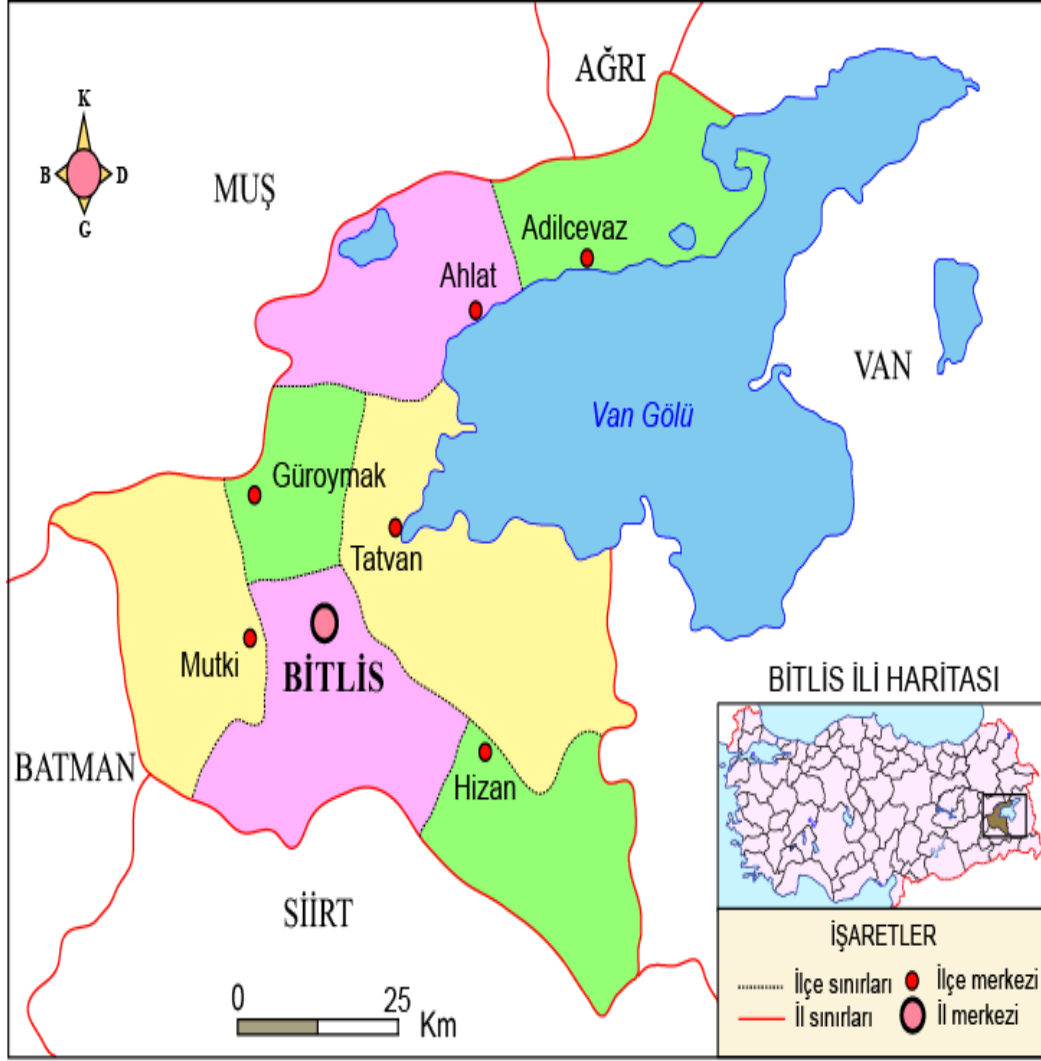 AĞRI
K
B D
G
MUŞ
Adilcevaz
Ahlat
VAN
Van Gölü
Güroymak
Tatvan
Mutki
BİTLİS
BATMAN
Hizan
SİİRT
0 25
Km
BİTLİS İLİ HARİTASI
İŞARETLER
İlçe sınırları
İlçe merkezi
İl sınırları
İl merkezi